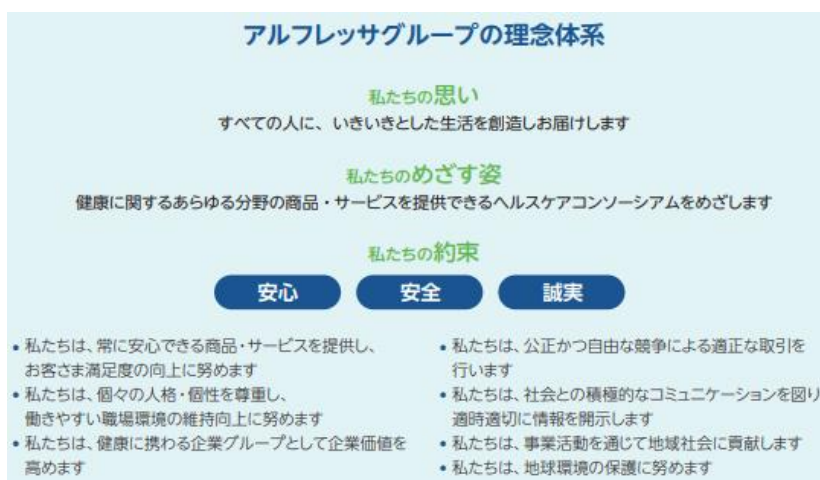 アルフレッサグループの理念体系
私たちの思い
すべての人に、いきいきとした生活を創造しお届けします
私たちのめざす姿
健康に関するあらゆる分野の商品・サービスを提供できるヘルスケアコンソーシアムをめざします
私たちの約束
安心 安全 誠実
• 私たちは、常に安心できる商品・サービスを提供し、
お客さま満足度の向上に努めます
• 私たちは、個々の人格・個性を尊重し、
働きやすい職場環境の維持向上に努めます
• 私たちは、健康に携わる企業グループとして企業価値を
高めます
• 私たちは、公正かつ自由な競争による適正な取引を
行います
• 私たちは、社会との積極的なコミュニケーションを図り
適時適切に情報を開示します
• 私たちは、事業活動を通じて地域社会に貢献します
• 私たちは、地球環境の保護に努めます